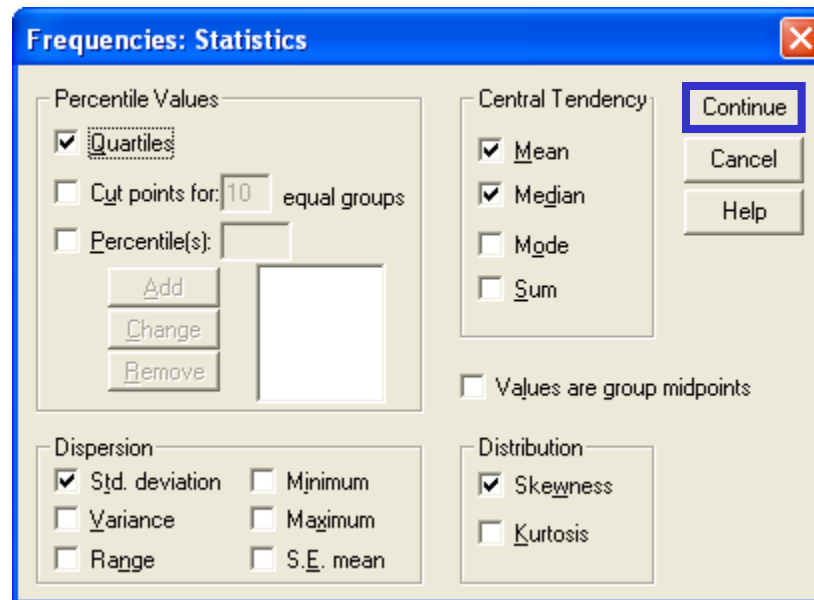 Frequencies: Statistics
Percentile Values
Quartiles
Cut points for: 10 equal groups
Percentile(s):
Add
Change
Remove
Central Tendency
Mean
Median
Mode
Sum
Continue
Cancel
Help
Values are group midpoints
Dispersion
Std. deviation
Minimum
Variance
Maximum
Range
S.E. mean
Distribution
Skewness
Kurtosis